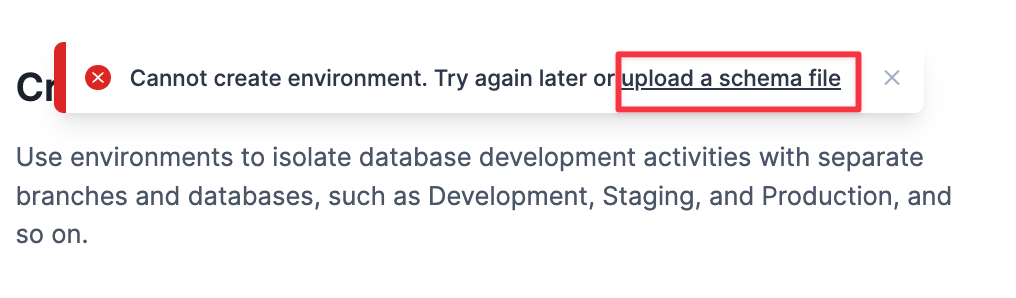 Cr
Cannot create environment. Try again later or upload a schema file
Use environments to isolate database development activities with separate
branches and databases, such as Development, Staging, and Production, and
so on.